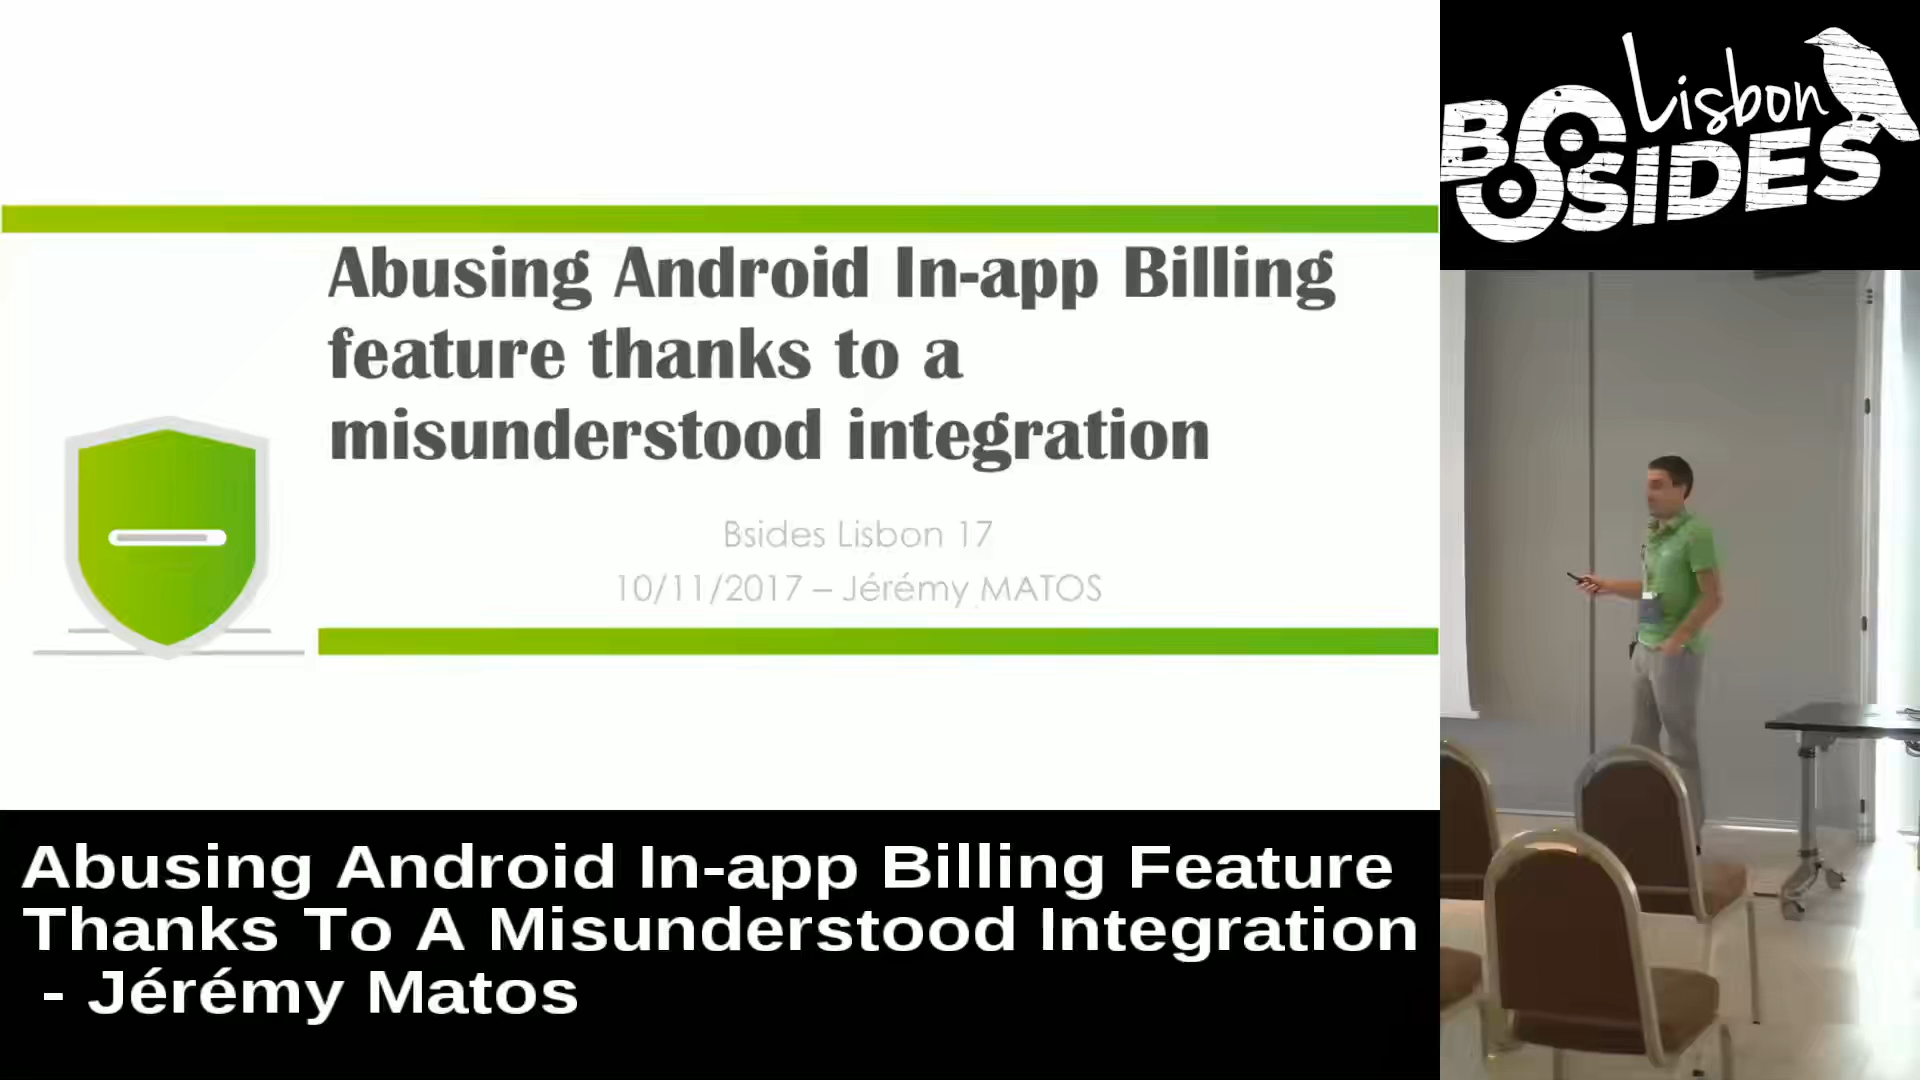 Abusing Android In-app Billing
feature thanks to a
misunderstood integration
Bsides Lisbon 17
10/11/2017 – Jérémy MATOS
Lisbon
BSIDES
Abusing Android In-app Billing Feature
Thanks To A Misunderstood Integration
- Jérémy Matos